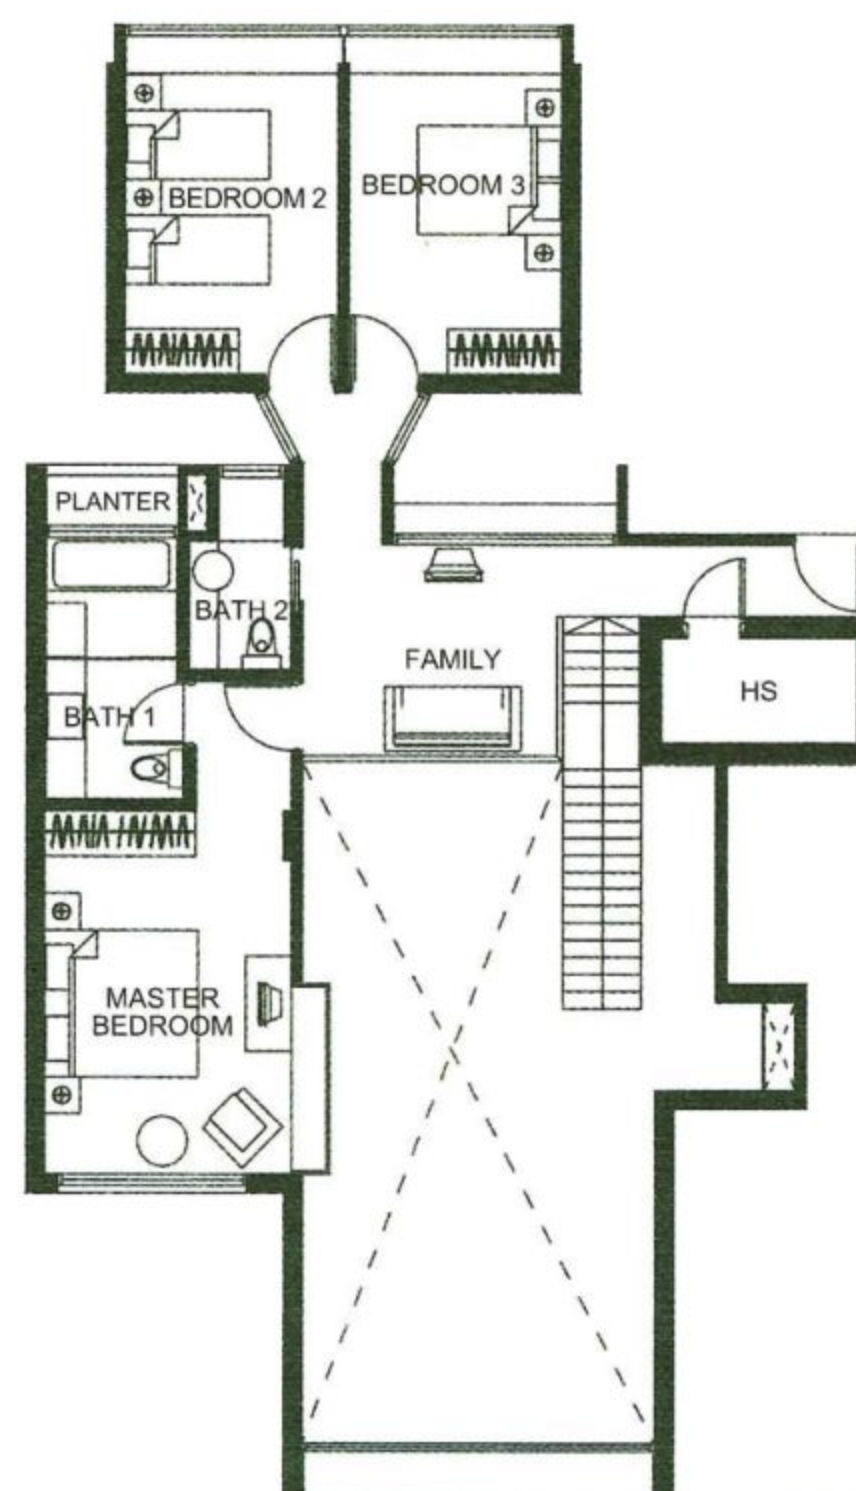 BEDROOM 2
BEDROOM 3
PLANTER
BATH 2
FAMILY
HS
BATH 1
MASTER
BEDROOM